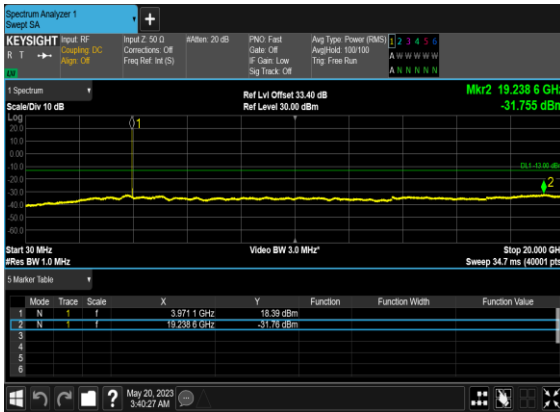 Spectrum Analyzer 1
Swept SA
+
KEYSIGHT Input: RF Input Z: 50 Ω #Atten: 20 dB PNO: Fast Avg Type: Power (RMS) 1 2 3 4 5 6
R T Coupling: DC Corrections: Off Gate: Off Avg|Hold: 100/100 A W W W W W
Align: Off Freq Ref: Int (S) IF Gain: Low Trig: Free Run
Sig Track: Off A N N N N N
1 Spectrum Ref Lvl Offset 33.40 dB Mkr2 19.238 6 GHz
Scale/Div 10 dB Ref Level 30.00 dBm -31.755 dBm
Log
20.0
10.0
0.00
-10.0
-20.0
-30.0
-40.0
-50.0
-60.0
1
DL1 -13.00 dBm
2
Start 30 MHz Video BW 3.0 MHz* Stop 20.000 GHz
#Res BW 1.0 MHz Sweep 34.7 ms (40001 pts)
5 Marker Table
Mode Trace Scale X Y Function Function Width Function Value
1 N 1 f 3.971 1 GHz 18.39 dBm
2 N 1 f 19.238 6 GHz -31.76 dBm
3
4
5
6
? May 20, 2023
3:40:27 AM